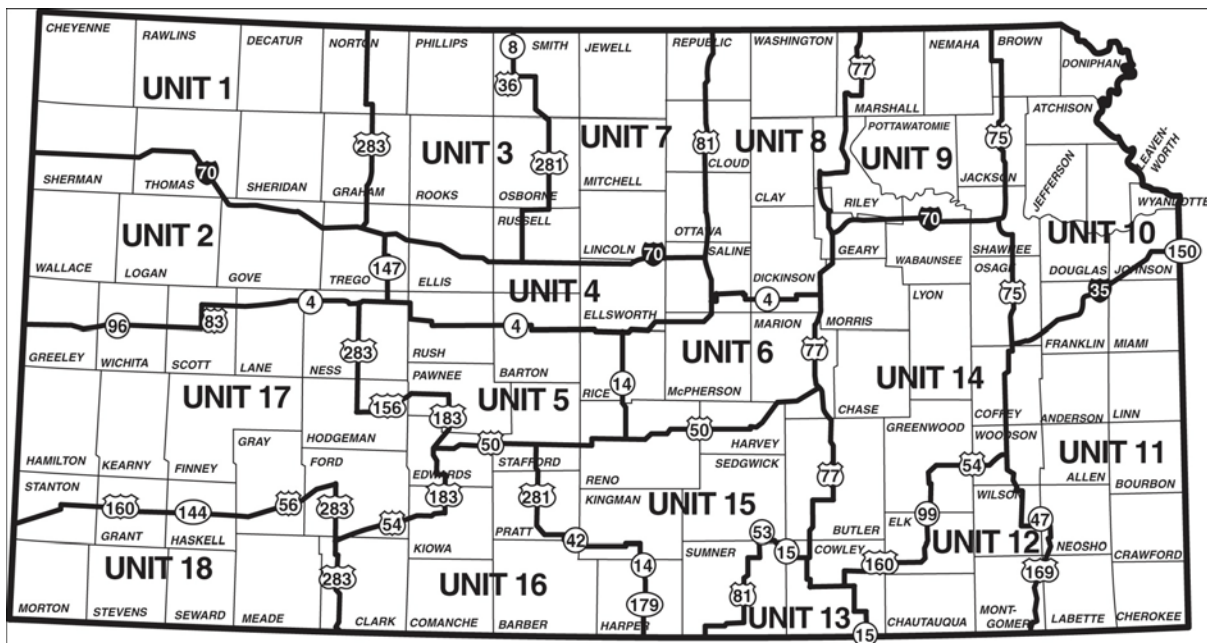 CHEYENNE
RAWLINS
DECATUR
NORTON
PHILLIPS
8
SMITH
JEWELL
REPUBLIC
WASHINGTON
NEMAHA
BROWN
DONIPHAN
36
77
UNIT 1
MARSHALL
ATCHISON
283
UNIT 3
281
UNIT 7
81
UNIT 8
POTTAWATOMIE
UNIT 9
75
LEAVEN-
WORTH
CLOUD
JACKSON
JEFFERSON
70
SHERMAN
THOMAS
SHERIDAN
GRAHAM
ROOKS
OSBORNE
MITCHELL
CLAY
RILEY
WYANDOTTE
RUSSELL
UNIT 2
OTTAWA
70
UNIT 10
WALLACE
LOGAN
GOVE
TREGO
147
ELLIS
LINCOLN
70
SALINE
DICKINSON
GEARY
WABAUNSEE
SHAWNEE
OSAGE
DOUGLAS
JOHNSON
150
UNIT 4
75
35
96
83
4
4
ELLSWORTH
4
MARION
MORRIS
LYON
GREELEY
WICHITA
SCOTT
LANE
NESS
283
RUSH
BARTON
UNIT 6
77
FRANKLIN
MIAMI
PAWNEE
RICE
14
McPHERSON
UNIT 17
156
UNIT 5
UNIT 14
183
50
50
CHASE
COFFEY
ANDERSON
LINN
GRAY
HODGEMAN
GREENWOOD
WOODSON
HARVEY
HAMILTON
KEARNY
FINNEY
FORD
EDWARDS
STAFFORD
RENO
SEDGWICK
77
54
UNIT 11
ALLEN
BOURBON
STANTON
160
144
56
283
183
281
KINGMAN
UNIT 15
WILSON
54
99
47
GRANT
HASKELL
KIOWA
PRATT
42
53
BUTLER
ELK
UNIT 12
NEOSHO
CRAWFORD
UNIT 18
283
UNIT 16
14
SUMNER
15
COWLEY
160
169
81
179
UNIT 13
MORTON
STEVENS
SEWARD
MEADE
CLARK
COMANCHE
BARBER
HARPER
15
CHAUTAUQUA
MONT-
GOMERY
LABETTE
CHEROKEE